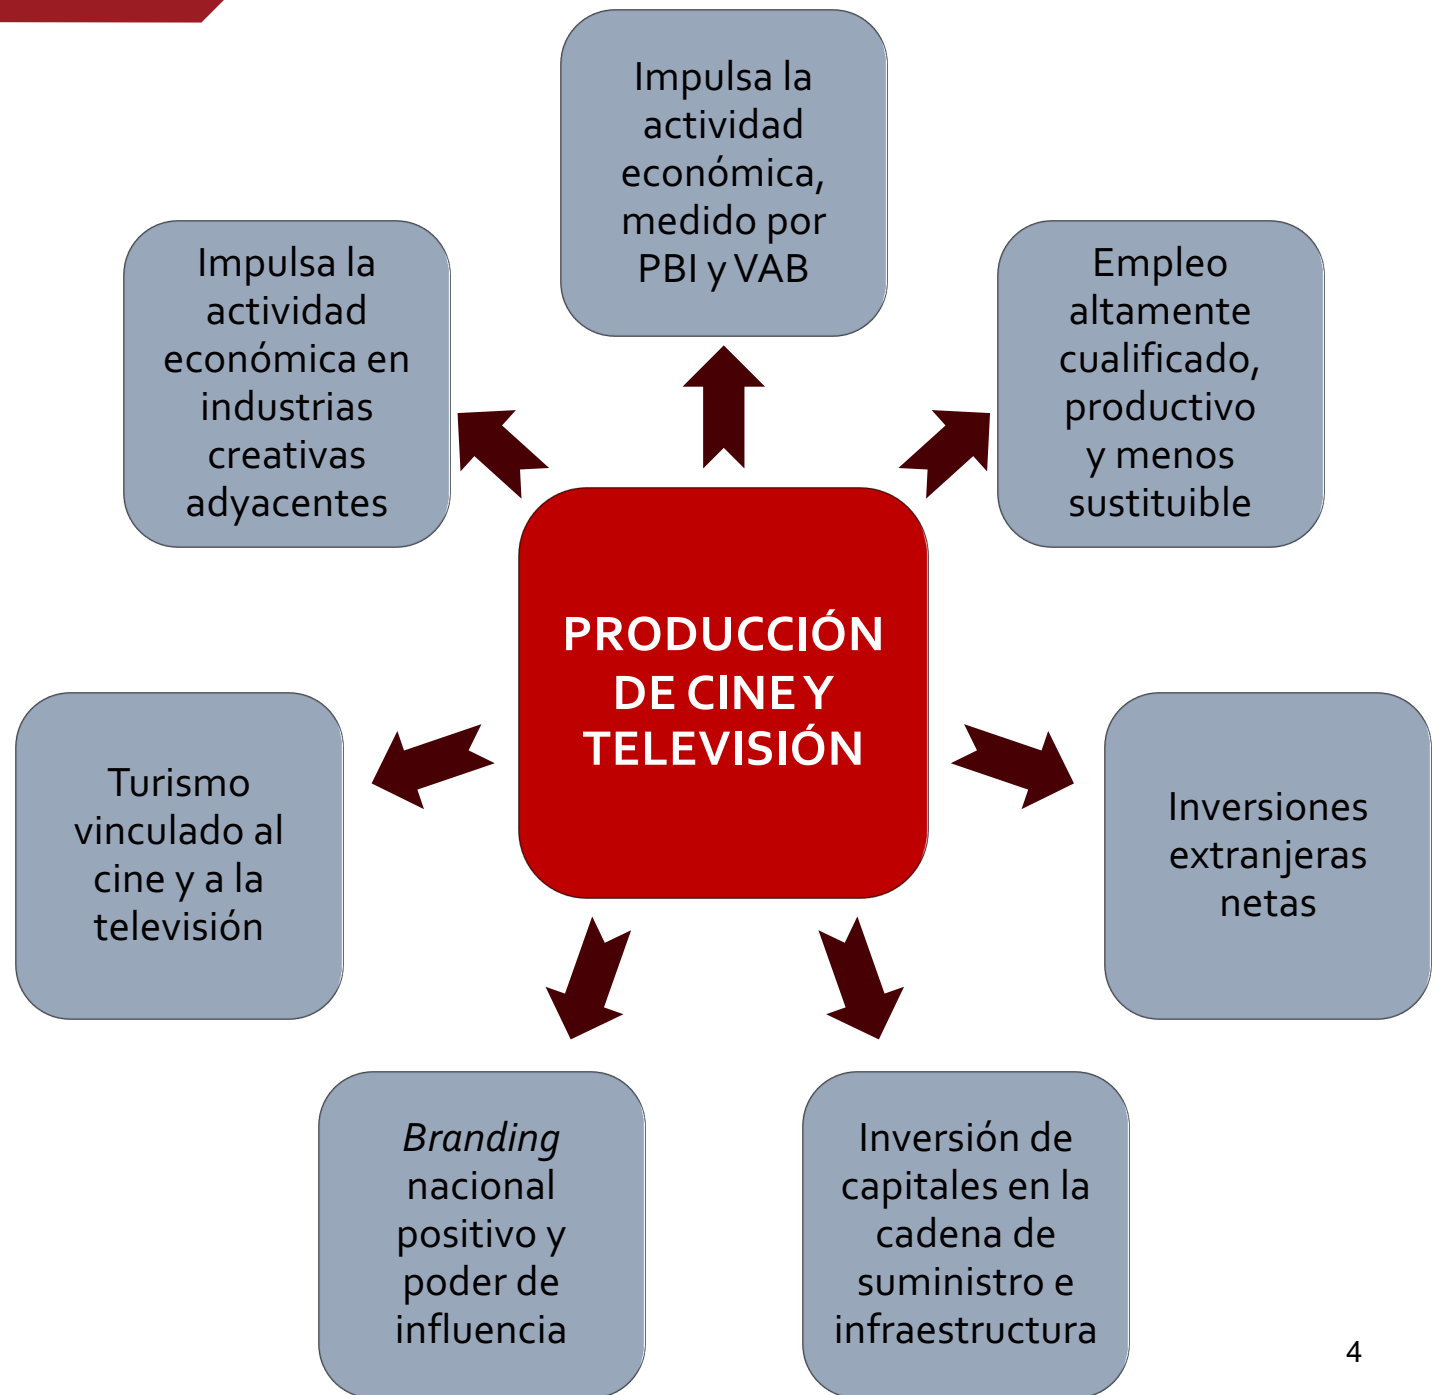 Impulsa la
actividad
económica,
medido por
PBI y VAB
Impulsa la
actividad
económica en
industrias
creativas
adyacentes
Empleo
altamente
cualificado,
productivo
y menos
sustituible
PRODUCCIÓN
DE CINE Y
TELEVISIÓN
Turismo
vinculado al
cine y a la
televisión
Inversiones
extranjeras
netas
Branding
nacional
positivo y
poder de
influencia
Inversión de
capitales en la
cadena de
suministro e
infraestructura
4